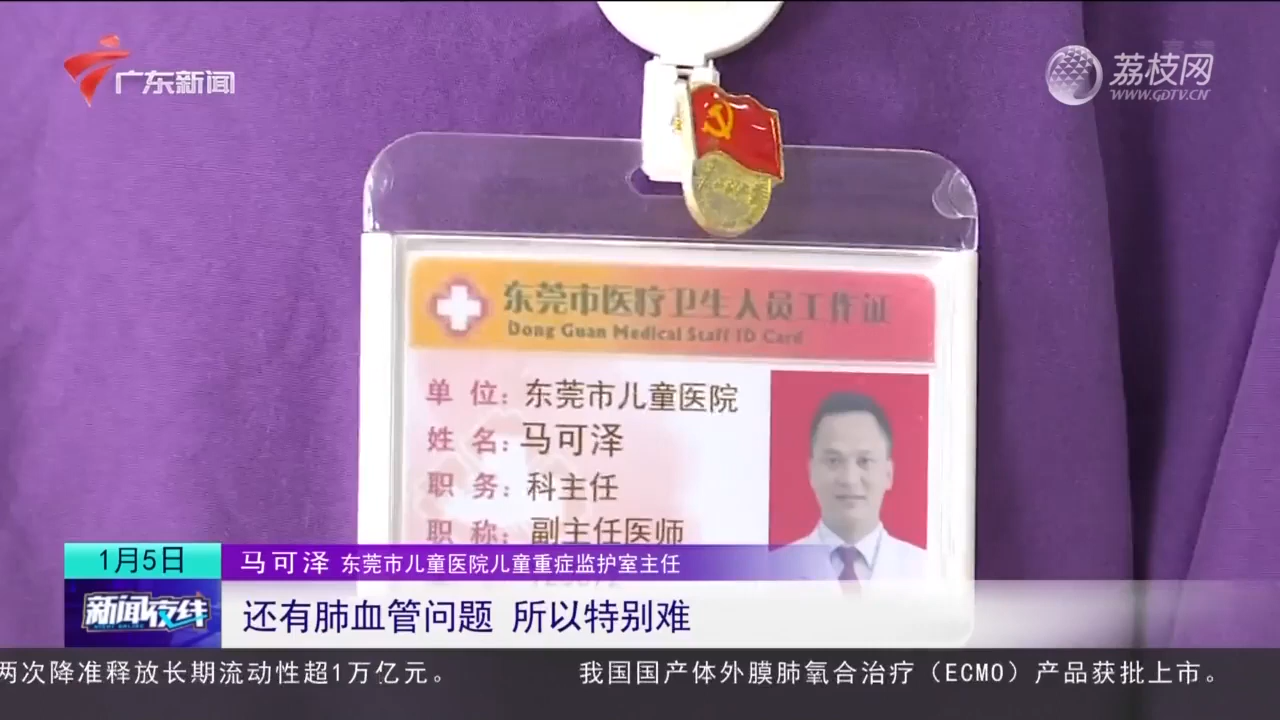 广东新闻
荔枝网
WWW.GDTV.CN
东莞市医疗卫生人员工作证
Dong Guan Medical Staff ID Card
单 位：东莞市儿童医院
姓 名：马可泽
职 务：科主任
职 称：副主任医师
1月5日
马可泽 东莞市儿童医院儿童重症监护室主任
新闻夜线
还有肺血管问题 所以特别难
两次降准释放长期流动性超1万亿元。 我国国产体外膜肺氧合治疗（ECMO）产品获批上市。